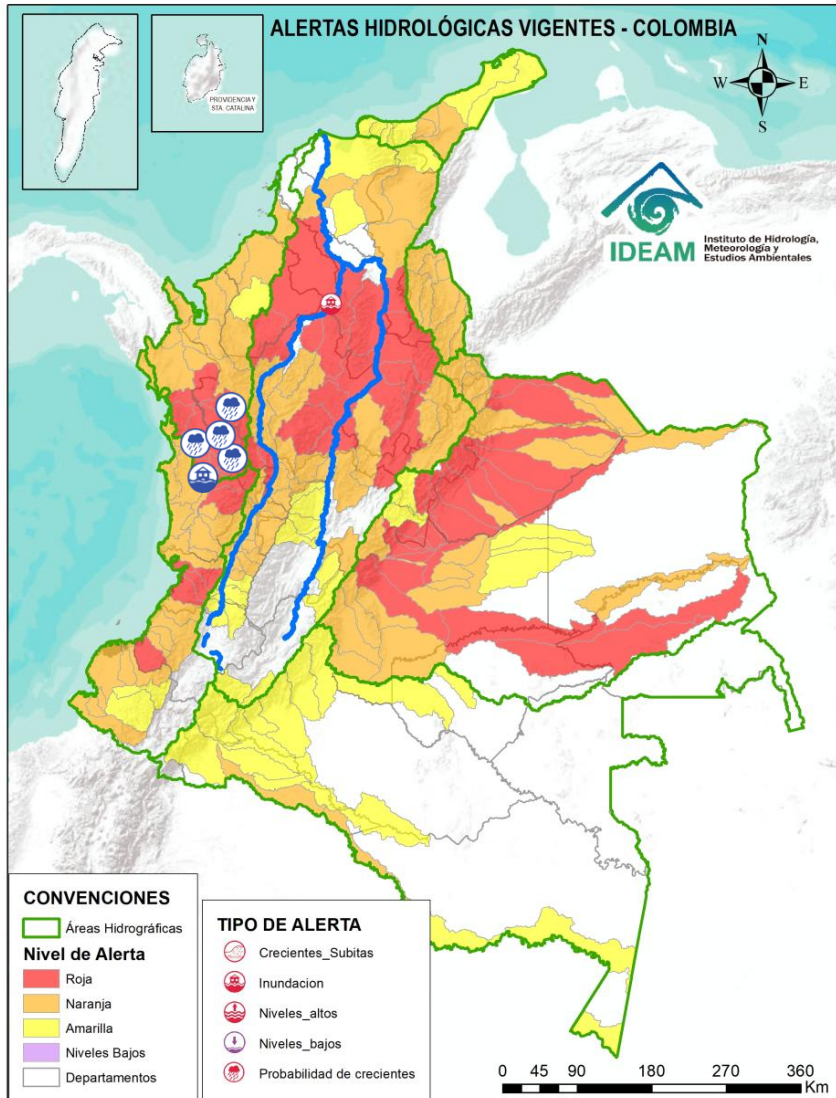 ALERTAS HIDROLÓGICAS VIGENTES - COLOMBIA
PROVIDENCIA Y
STA. CATALINA
N
W
E
S
IDEAM
Instituto de Hidrología,
Meteorología y
Estudios Ambientales
CONVENCIONES
Áreas Hidrográficas
Nivel de Alerta
Roja
Naranja
Amarilla
Niveles Bajos
Departamentos
TIPO DE ALERTA
Crecientes_Subitas
Inundacion
Niveles_altos
Niveles_bajos
Probabilidad de crecientes
0 45 90 180 270 360
Km